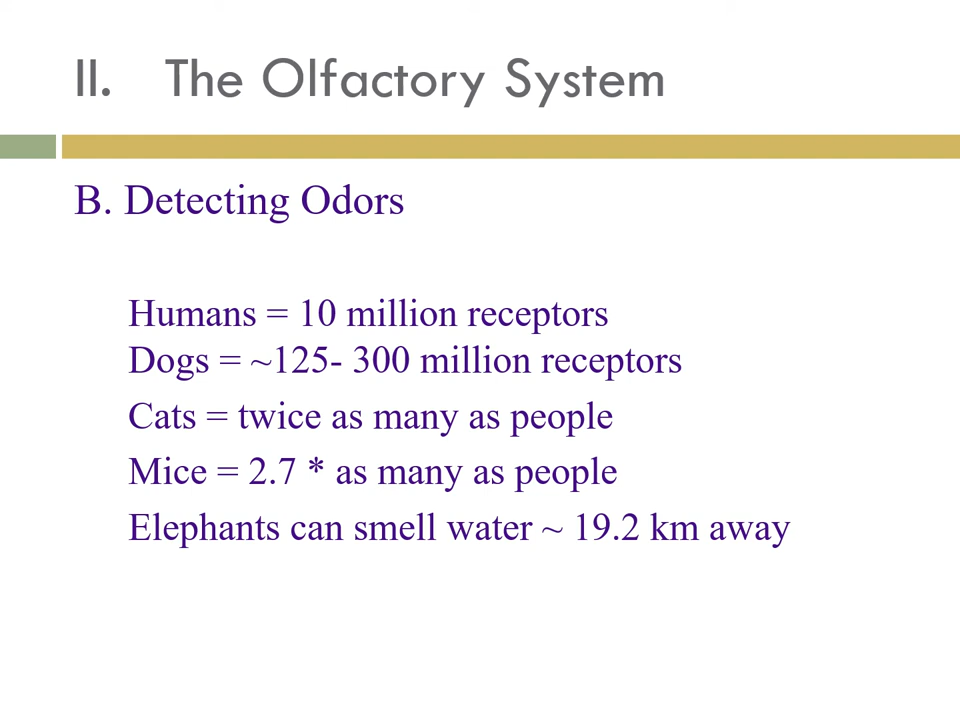 II. The Olfactory System
B. Detecting Odors
Humans = 10 million receptors
Dogs = ~125- 300 million receptors
Cats = twice as many as people
Mice = 2.7 * as many as people
Elephants can smell water ~ 19.2 km away